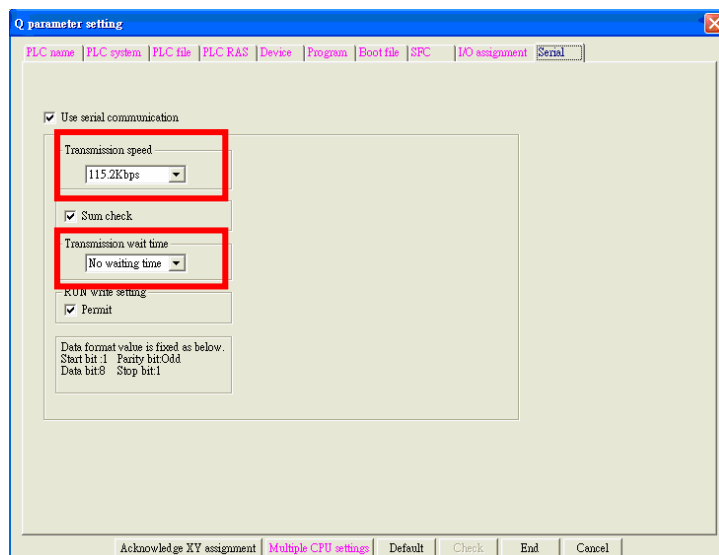 Q parameter setting
PLC name PLC system PLC file PLC RAS Device Program Boot file SFC I/O assignment Serial
Use serial communication
Transmission speed
115.2Kbps
Sum check
Transmission wait time
No waiting time
RUN write setting
Permit
Data format value is fixed as below.
Start bit :1 Parity bit:Odd
Data bit:8 Stop bit:1
Acknowledge XY assignment Multiple CPU settings Default Check End Cancel